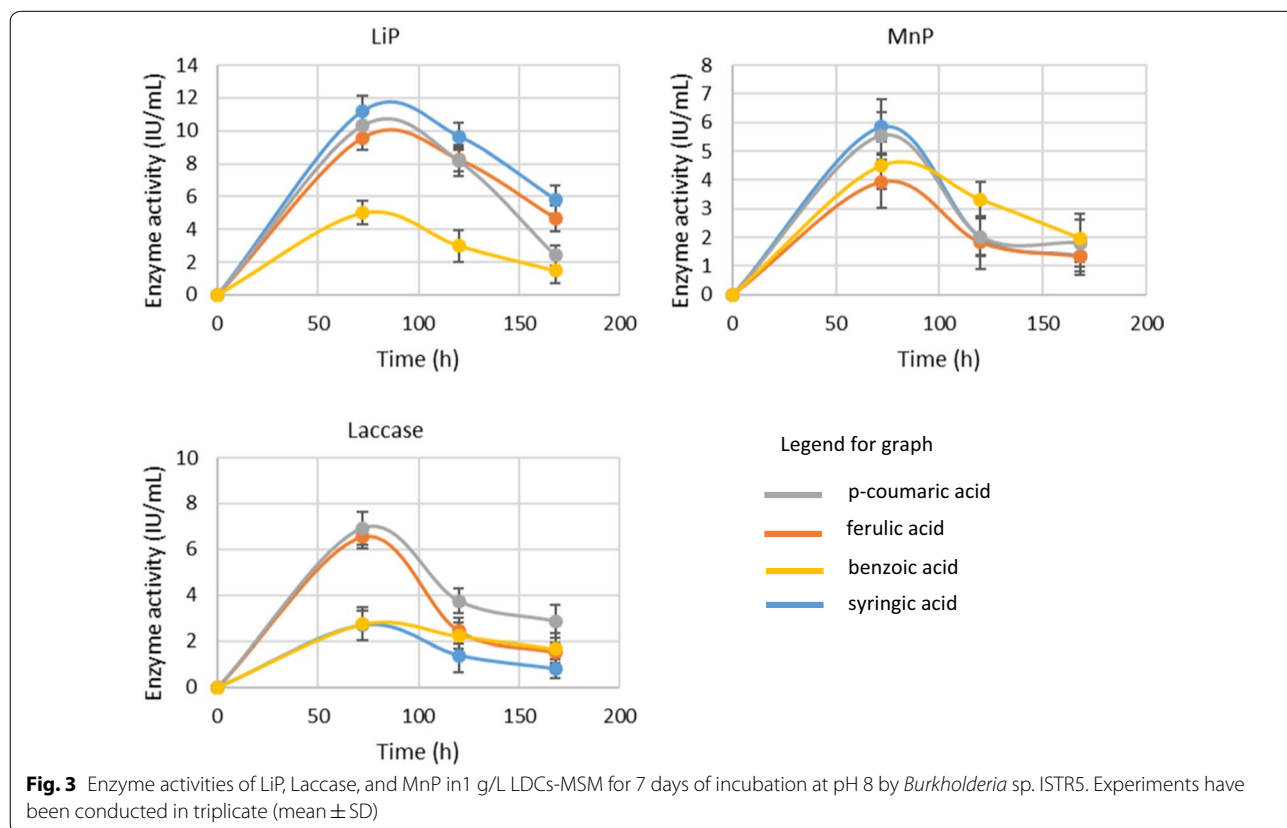 LiP
Enzyme activity (IU/mL)
14
12
10
8
6
4
2
0
0 50 100 150 200
Time (h)
MnP
Enzyme activity (IU/mL)
8
7
6
5
4
3
2
1
0
0 50 100 150 200
Time (h)
Laccase
Enzyme activity (IU/mL)
10
8
6
4
2
0
0 50 100 150 200
Time (h)
Legend for graph
p-coumaric acid
ferulic acid
benzoic acid
syringic acid
Fig. 3 Enzyme activities of LiP, Laccase, and MnP in1 g/L LDCs-MSM for 7 days of incubation at pH 8 by Burkholderia sp. ISTR5. Experiments have
been conducted in triplicate (mean ± SD)